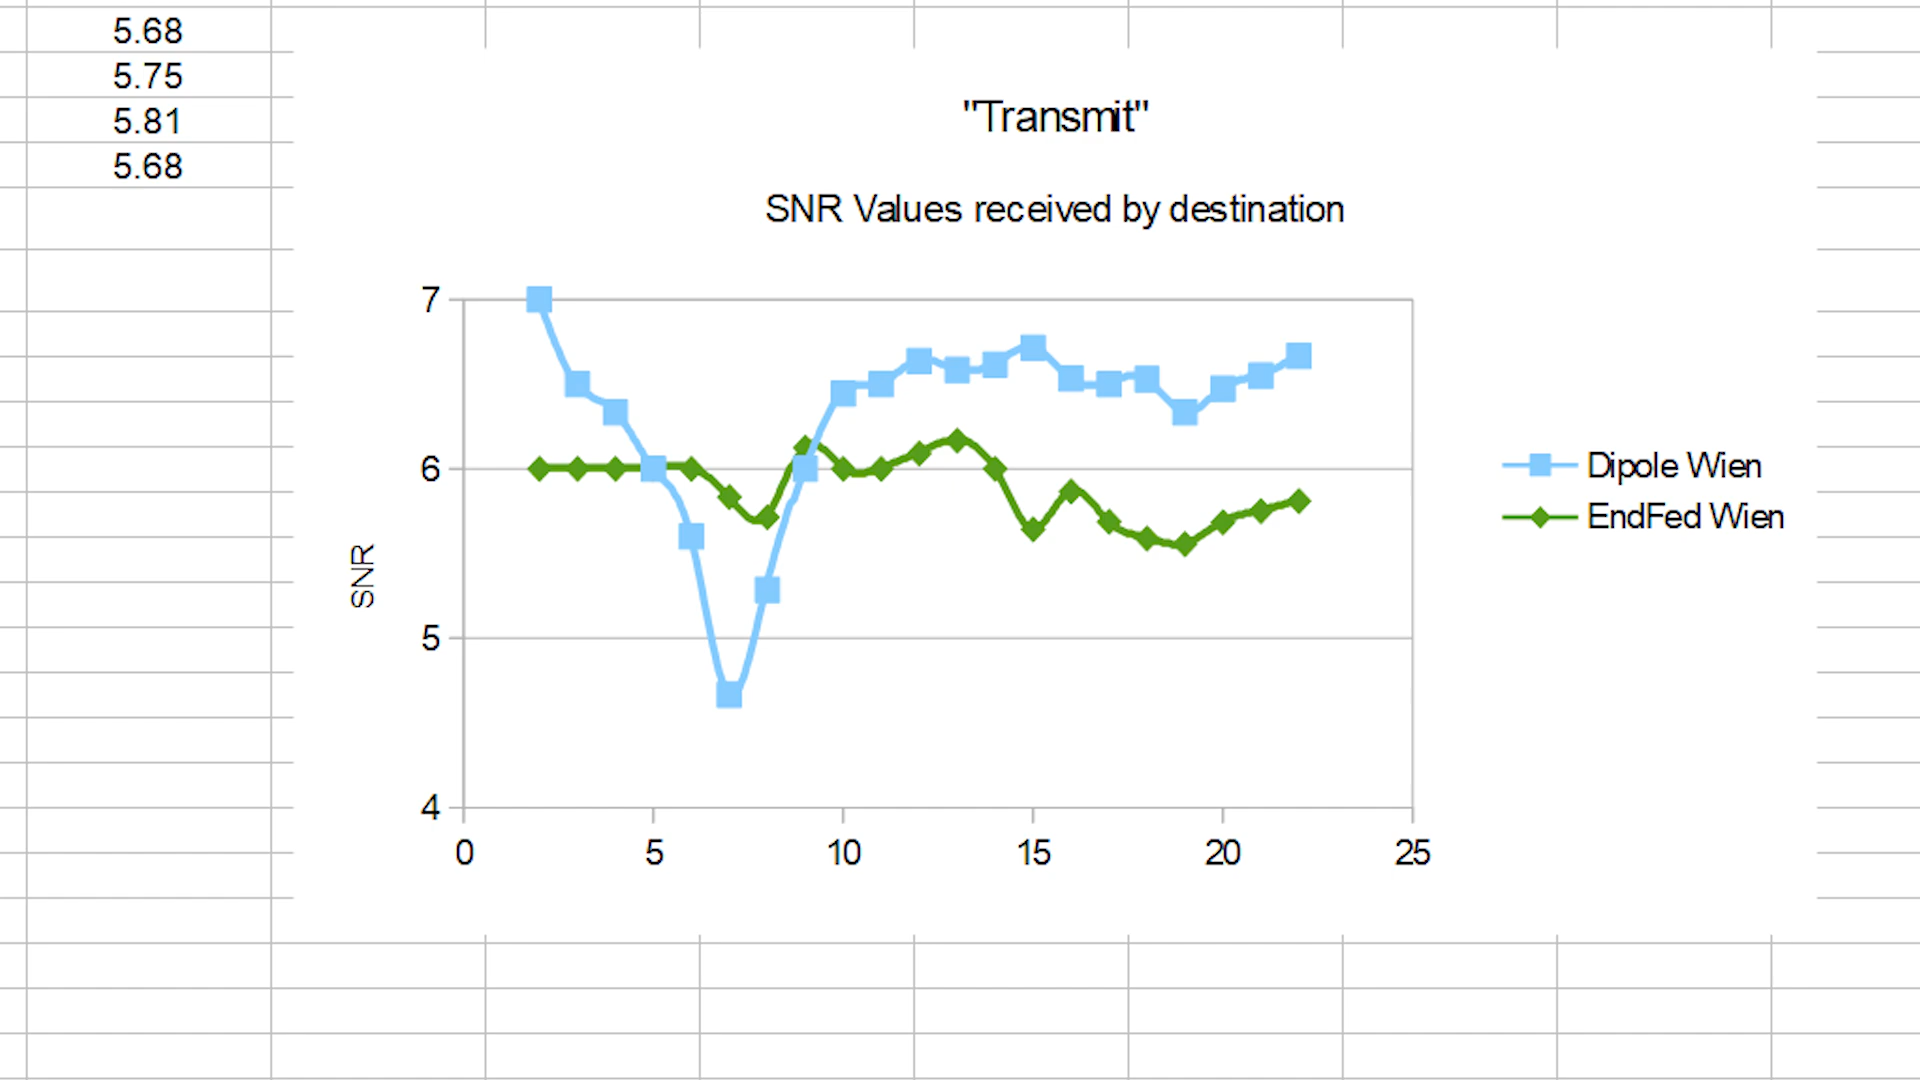 5.68
5.75
5.81
5.68
"Transmit"
SNR Values received by destination
7
6
5
4
SNR
0 5 10 15 20 25
Dipole Wien
EndFed Wien